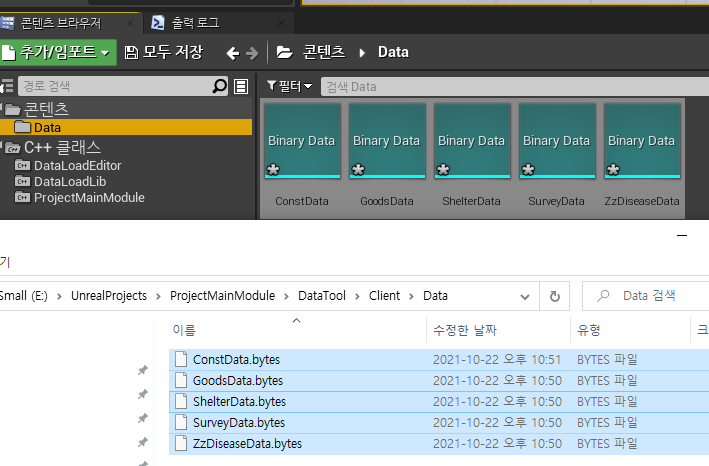 콘텐츠 브라우저 출력 로그
추가/임포트 모두 저장 콘텐츠 Data
경로 검색 필터 검색 Data
콘텐츠
Data
C++ 클래스
DataLoadEditor
DataLoadLib
ProjectMainModule
Binary Data Binary Data Binary Data Binary Data Binary Data
ConstData GoodsData ShelterData SurveyData ZzDiseaseData
기
Small (E:) UnrealProjects ProjectMainModule DataTool Client Data Data 검색
이름 수정한 날짜 유형 크
ConstData.bytes 2021-10-22 오후 10:51 BYTES 파일
GoodsData.bytes 2021-10-22 오후 10:50 BYTES 파일
ShelterData.bytes 2021-10-22 오후 10:50 BYTES 파일
SurveyData.bytes 2021-10-22 오후 10:50 BYTES 파일
ZzDiseaseData.bytes 2021-10-22 오후 10:50 BYTES 파일